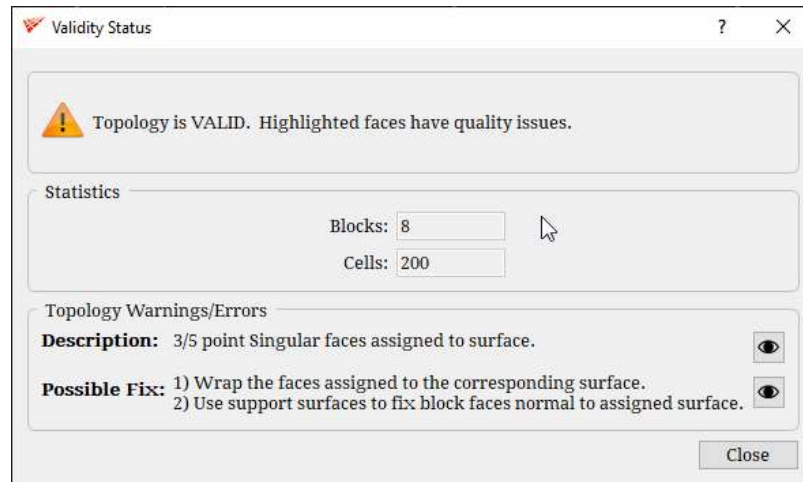 Validity Status
?
Topology is VALID. Highlighted faces have quality issues.
Statistics
Blocks: 8
Cells: 200
Topology Warnings/Errors
Description: 3/5 point Singular faces assigned to surface.
Possible Fix: 1) Wrap the faces assigned to the corresponding surface.
2) Use support surfaces to fix block faces normal to assigned surface.
Close